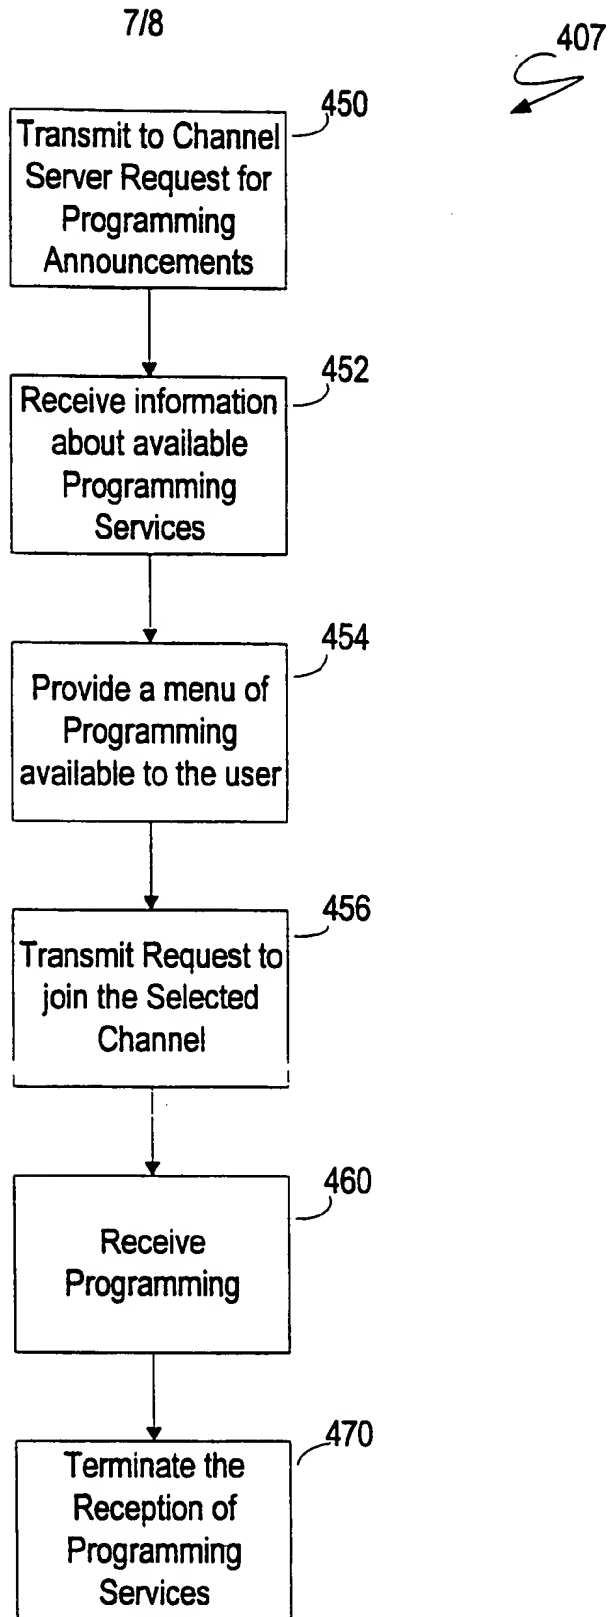 7/8
407
450
Transmit to Channel
Server Request for
Programming
Announcements
452
Receive information
about available
Programming
Services
454
Provide a menu of
Programming
available to the user
456
Transmit Request to
join the Selected
Channel
460
Receive
Programming
470
Terminate the
Reception of
Programming
Services